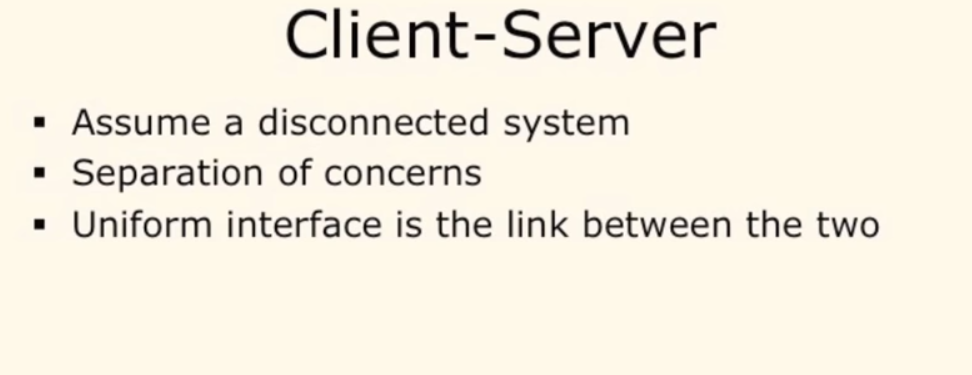 Client-Server
▪ Assume a disconnected system
▪ Separation of concerns
▪ Uniform interface is the link between the two